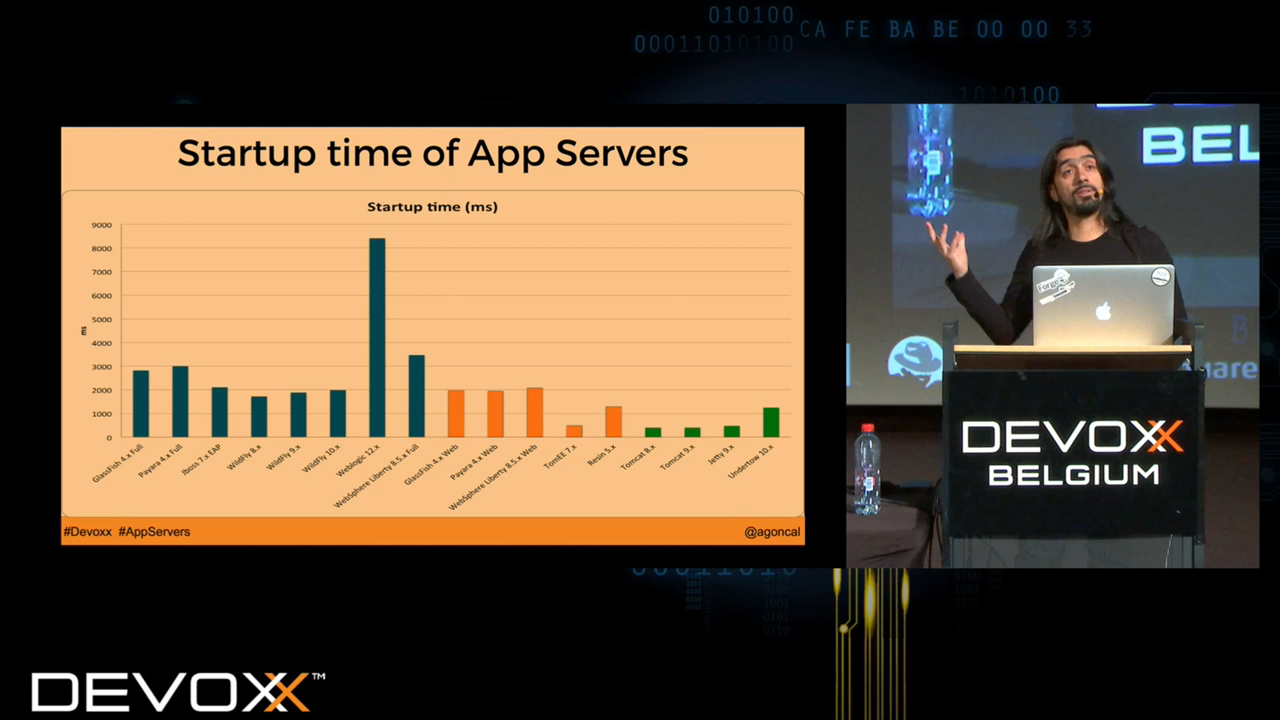 010100
00011010100
CA FE BA BE 00 00 33
11010100
Startup time of App Servers
Startup time (ms)
9000
8000
7000
6000
5000
4000
3000
2000
1000
0
ms
GlassFish 4.x Full
Payara 4.x Full
Jboss 7.x EAP
WildFly 8.x
WildFly 9.x
WildFly 10.x
Weblogic 12.x
WebSphere Liberty 8.5.x Full
GlassFish 4.x Web
Payara 4.x Web
WebSphere Liberty 8.5.x Web
TomEE 7.x
Resin 5.x
Tomcat 8.x
Tomcat 9.x
Jetty 9.x
Undertow 10.x
#Devoxx #AppServers
@agoncal
BEL
Forge
DEVOXX
BELGIUM
DEVOXX™